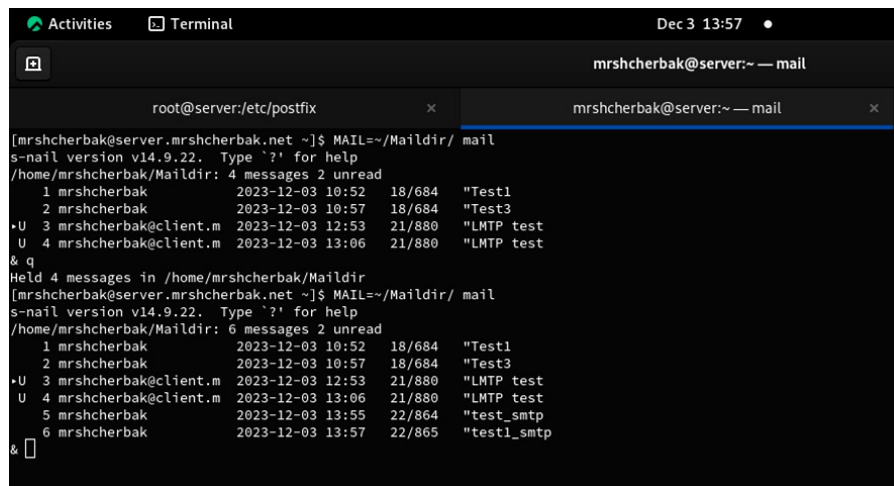 Activities Terminal Dec 3 13:57
mrshcherbak@server:~ — mail
root@server:/etc/postfix × mrshcherbak@server:~ — mail ×
[mrshcherbak@server.mrshcherbak.net ~]$ MAIL=~/Maildir/ mail
s-nail version v14.9.22.  Type `?' for help
/home/mrshcherbak/Maildir: 4 messages 2 unread
    1 mrshcherbak           2023-12-03 10:52   18/684   "Test1
    2 mrshcherbak           2023-12-03 10:57   18/684   "Test3
▸U  3 mrshcherbak@client.m  2023-12-03 12:53   21/880   "LMTP test
 U  4 mrshcherbak@client.m  2023-12-03 13:06   21/880   "LMTP test
& q
Held 4 messages in /home/mrshcherbak/Maildir
[mrshcherbak@server.mrshcherbak.net ~]$ MAIL=~/Maildir/ mail
s-nail version v14.9.22.  Type `?' for help
/home/mrshcherbak/Maildir: 6 messages 2 unread
    1 mrshcherbak           2023-12-03 10:52   18/684   "Test1
    2 mrshcherbak           2023-12-03 10:57   18/684   "Test3
▸U  3 mrshcherbak@client.m  2023-12-03 12:53   21/880   "LMTP test
 U  4 mrshcherbak@client.m  2023-12-03 13:06   21/880   "LMTP test
    5 mrshcherbak           2023-12-03 13:55   22/864   "test_smtp
    6 mrshcherbak           2023-12-03 13:57   22/865   "test1_smtp
&